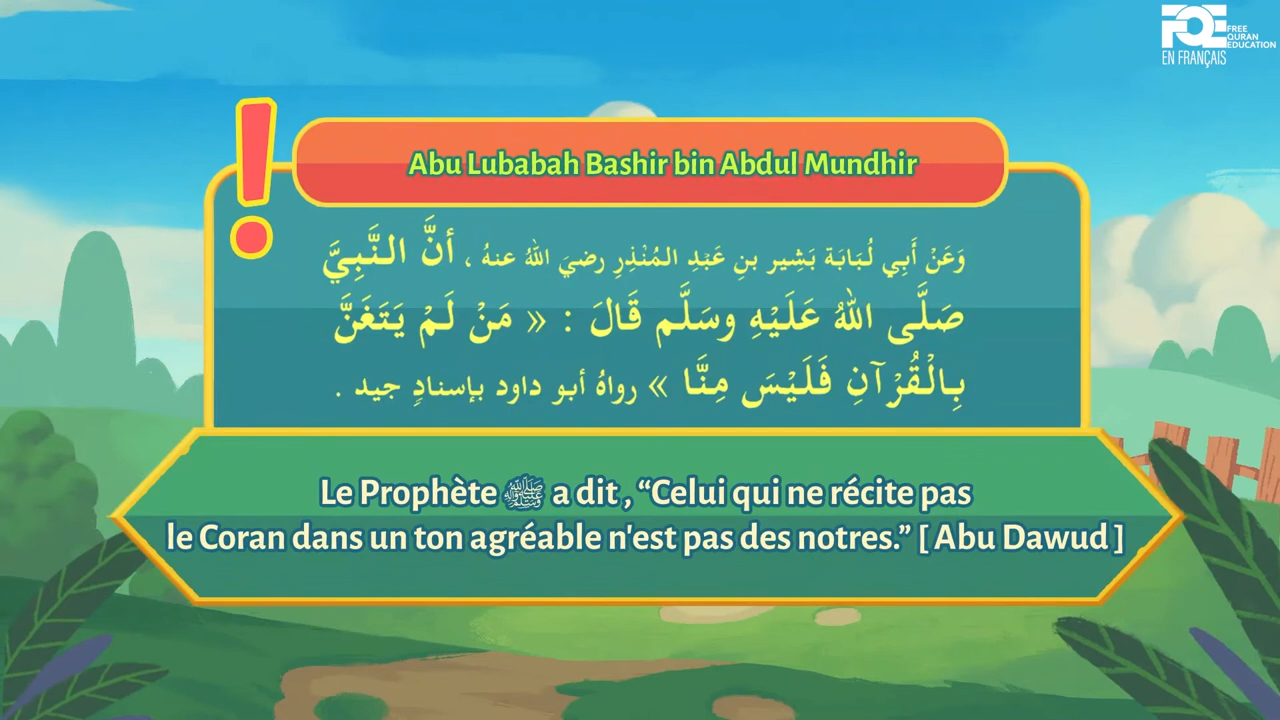 FREE
QURAN
EDUCATION
EN FRANÇAIS
Abu Lubabah Bashir bin Abdul Mundhir
وَعَنْ أَبِي لُبَابَة بَشِير بنِ عَبْدِ المُنْذِرِ رضيَ اللهُ عنهُ ، أنَّ النَّبِيَّ
صَلَّى اللهُ عَلَيْهِ وسَلَّم قَالَ : « مَنْ لَمْ يَتَغَنَّ
بِالْقُرْآنِ فَلَيْسَ مِنَّا » رواهُ أبو داود بإسنادٍ جيد .
Le Prophète ﷺ a dit , “Celui qui ne récite pas
le Coran dans un ton agréable n'est pas des notres.” [ Abu Dawud ]